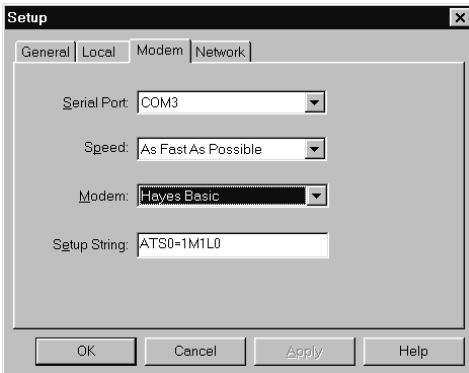 Setup
General Local Modem Network
Serial Port: COM3
Speed: As Fast As Possible
Modem: Hayes Basic
Setup String: ATS0=1M1L0
OK Cancel Apply Help